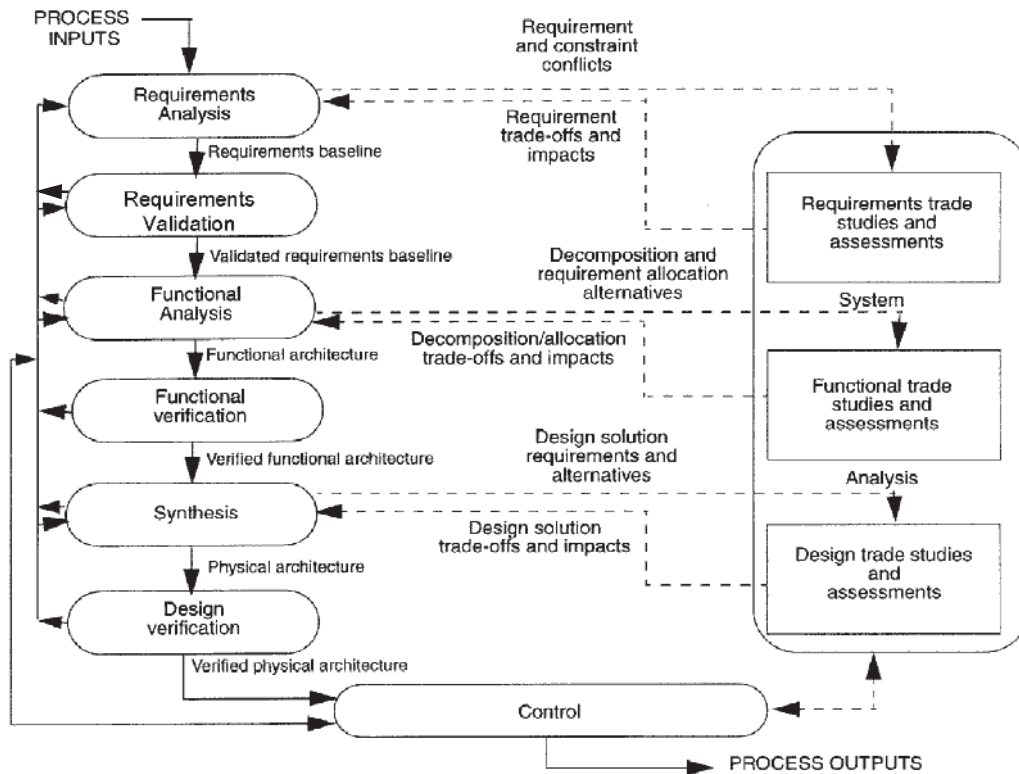 PROCESS
INPUTS
Requirements
Analysis
Requirements baseline
Requirements
Validation
Validated requirements baseline
Functional
Analysis
Functional architecture
Functional
verification
Verified functional architecture
Synthesis
Physical architecture
Design
verification
Verified physical architecture
Control
PROCESS OUTPUTS
Requirement
and constraint
conflicts
Requirement
trade-offs and
impacts
Decomposition and
requirement allocation
alternatives
Decomposition/allocation
trade-offs and impacts
Design solution
requirements and
alternatives
Design solution
trade-offs and impacts
Requirements trade
studies and
assessments
System
Functional trade
studies and
assessments
Analysis
Design trade studies
and
assessments